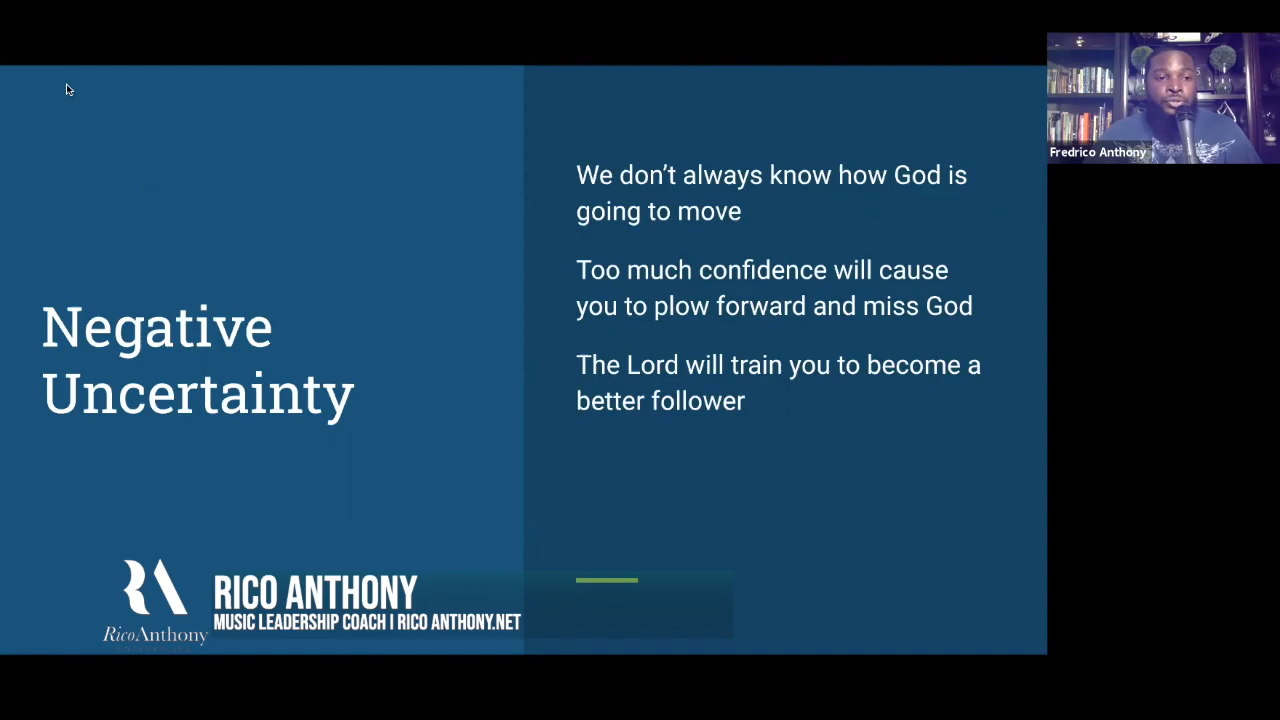 Negative
Uncertainty
We don’t always know how God is
going to move
Too much confidence will cause
you to plow forward and miss God
The Lord will train you to become a
better follower
Fredrico Anthony
RA
RicoAnthony
RICO ANTHONY
MUSIC LEADERSHIP COACH I RICO ANTHONY.NET